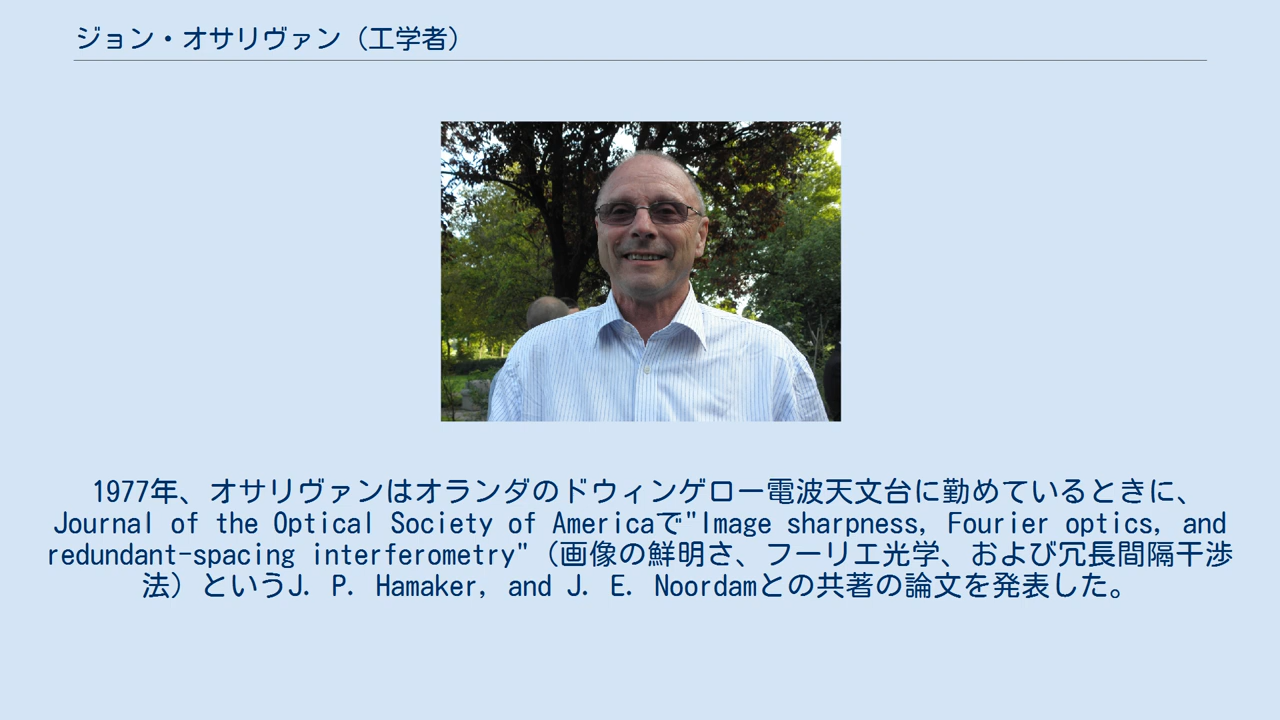 ジョン・オサリヴァン（工学者）
1977年、オサリヴァンはオランダのドウィンゲロー電波天文台に勤めているときに、
Journal of the Optical Society of Americaで"Image sharpness, Fourier optics, and
redundant-spacing interferometry"（画像の鮮明さ、フーリエ光学、および冗長間隔干渉
法）というJ. P. Hamaker, and J. E. Noordamとの共著の論文を発表した。